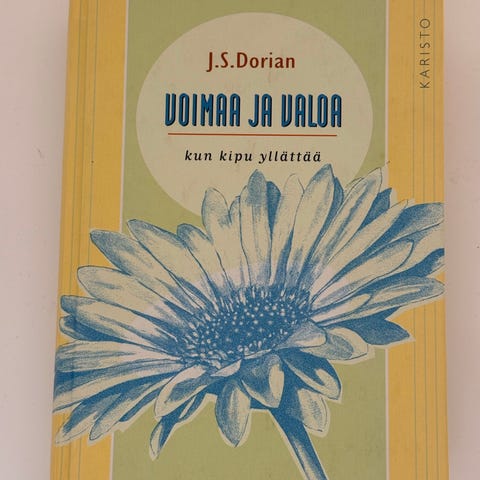 J.S.Dorian
VOIMAA JA VALOA
kun kipu yllättää
KARISTO